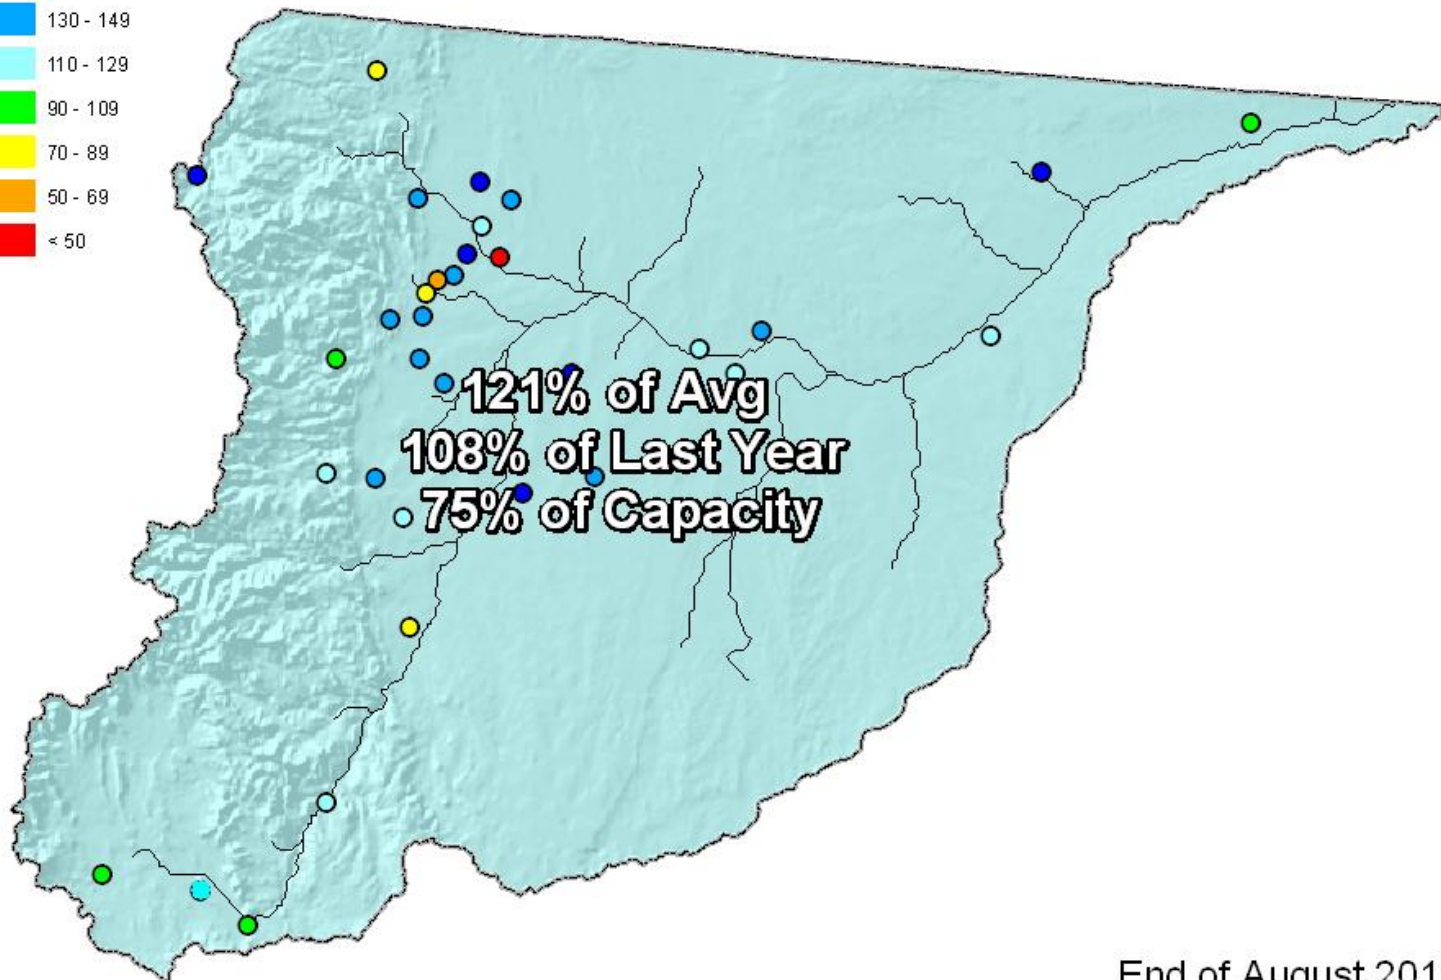 130 - 149
110 - 129
90 - 109
70 - 89
50 - 69
< 50
121% of Avg
108% of Last Year
75% of Capacity
End of August